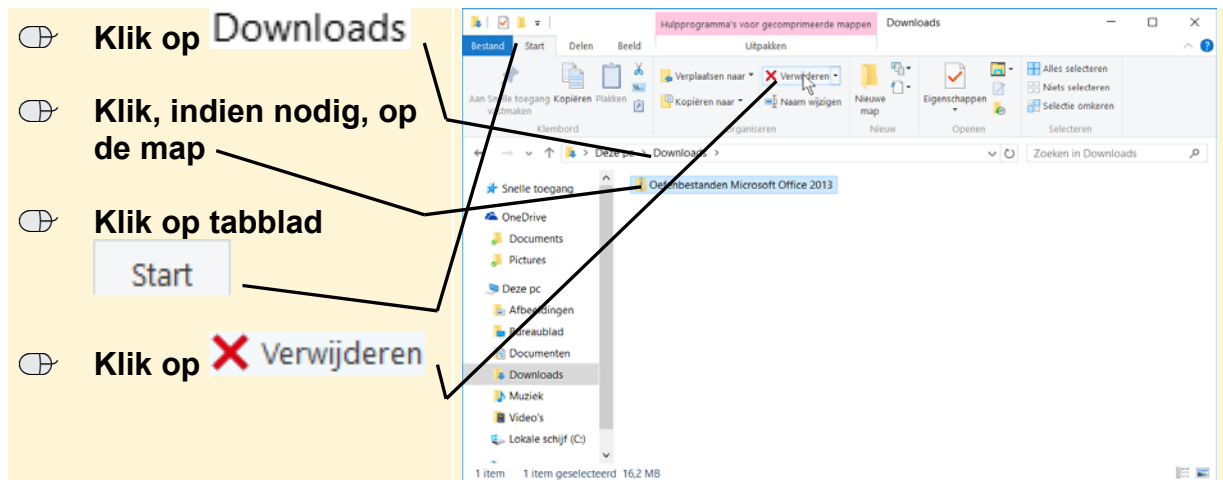 Klik op Downloads
Klik, indien nodig, op
de map
Klik op tabblad
Start
Klik op Verwijderen
Hulpprogramma's voor gecomprimeerde mappen Downloads
Bestand Start Delen Beeld Uitpakken
Aan Snelle toegang
vastmaken
Kopiëren Plakken
Klembord
Verplaatsen naar Verwijderen
Kopiëren naar Naam wijzigen
Organiseren
Nieuwe
map
Nieuw
Eigenschappen
Openen
Alles selecteren
Niets selecteren
Selectie omkeren
Selecteren
Deze pc > Downloads >
Zoeken in Downloads
Snelle toegang
OneDrive
Documents
Pictures
Deze pc
Afbeeldingen
Bureaublad
Documenten
Downloads
Muziek
Video's
Lokale schijf (C:)
Oefenbestanden Microsoft Office 2013
1 item 1 item geselecteerd 16,2 MB